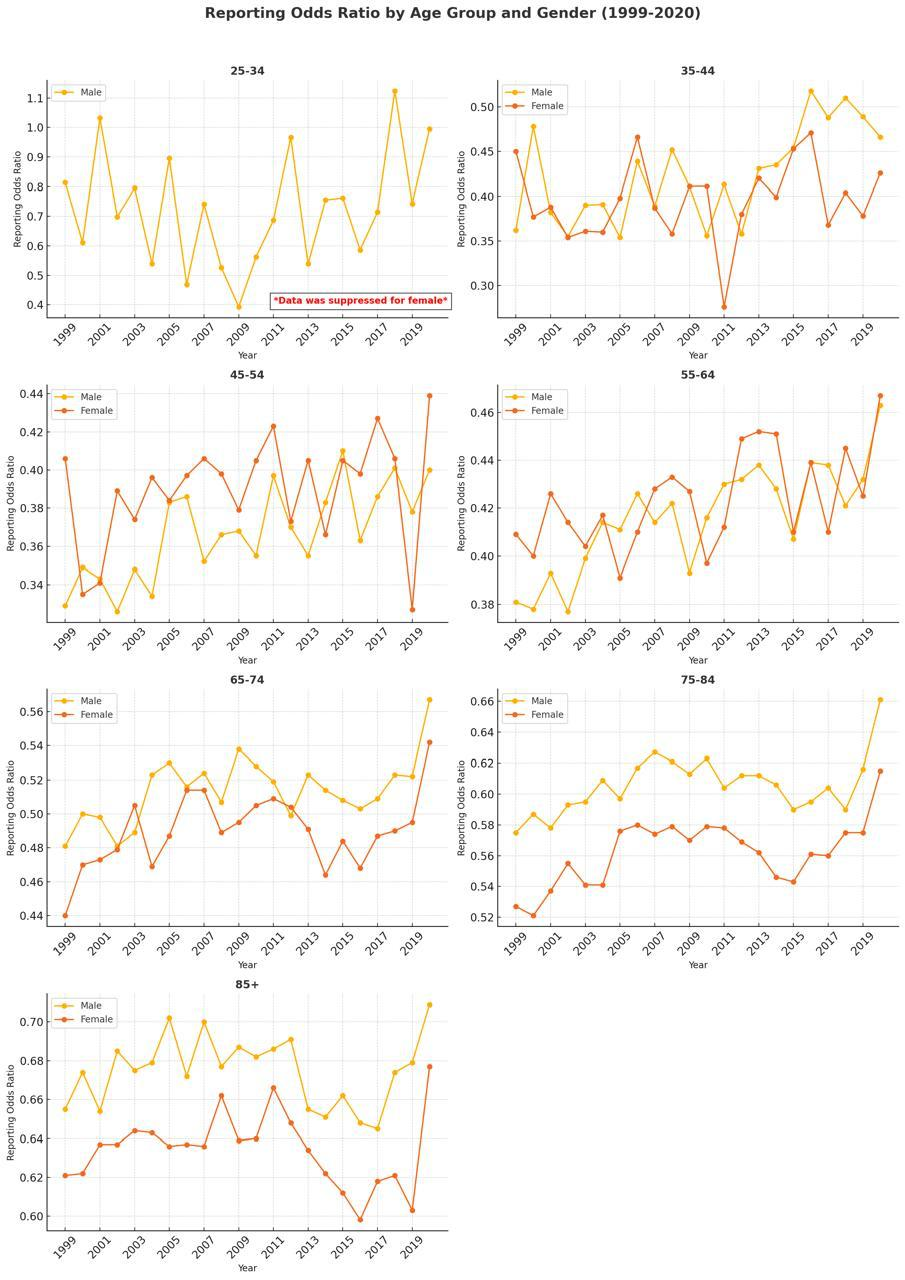 Reporting Odds Ratio by Age Group and Gender (1999-2020)
25-34
Male
Reporting Odds Ratio
1.1
1.0
0.9
0.8
0.7
0.6
0.5
0.4
*Data was suppressed for female*
1999 2001 2003 2005 2007 2009 2011 2013 2015 2017 2019
Year
35-44
Male
Female
Reporting Odds Ratio
0.50
0.45
0.40
0.35
0.30
1999 2001 2003 2005 2007 2009 2011 2013 2015 2017 2019
Year
45-54
Male
Female
Reporting Odds Ratio
0.44
0.42
0.40
0.38
0.36
0.34
1999 2001 2003 2005 2007 2009 2011 2013 2015 2017 2019
Year
55-64
Male
Female
Reporting Odds Ratio
0.46
0.44
0.42
0.40
0.38
1999 2001 2003 2005 2007 2009 2011 2013 2015 2017 2019
Year
65-74
Male
Female
Reporting Odds Ratio
0.56
0.54
0.52
0.50
0.48
0.46
0.44
1999 2001 2003 2005 2007 2009 2011 2013 2015 2017 2019
Year
75-84
Male
Female
Reporting Odds Ratio
0.66
0.64
0.62
0.60
0.58
0.56
0.54
0.52
1999 2001 2003 2005 2007 2009 2011 2013 2015 2017 2019
Year
85+
Male
Female
Reporting Odds Ratio
0.70
0.68
0.66
0.64
0.62
0.60
1999 2001 2003 2005 2007 2009 2011 2013 2015 2017 2019
Year